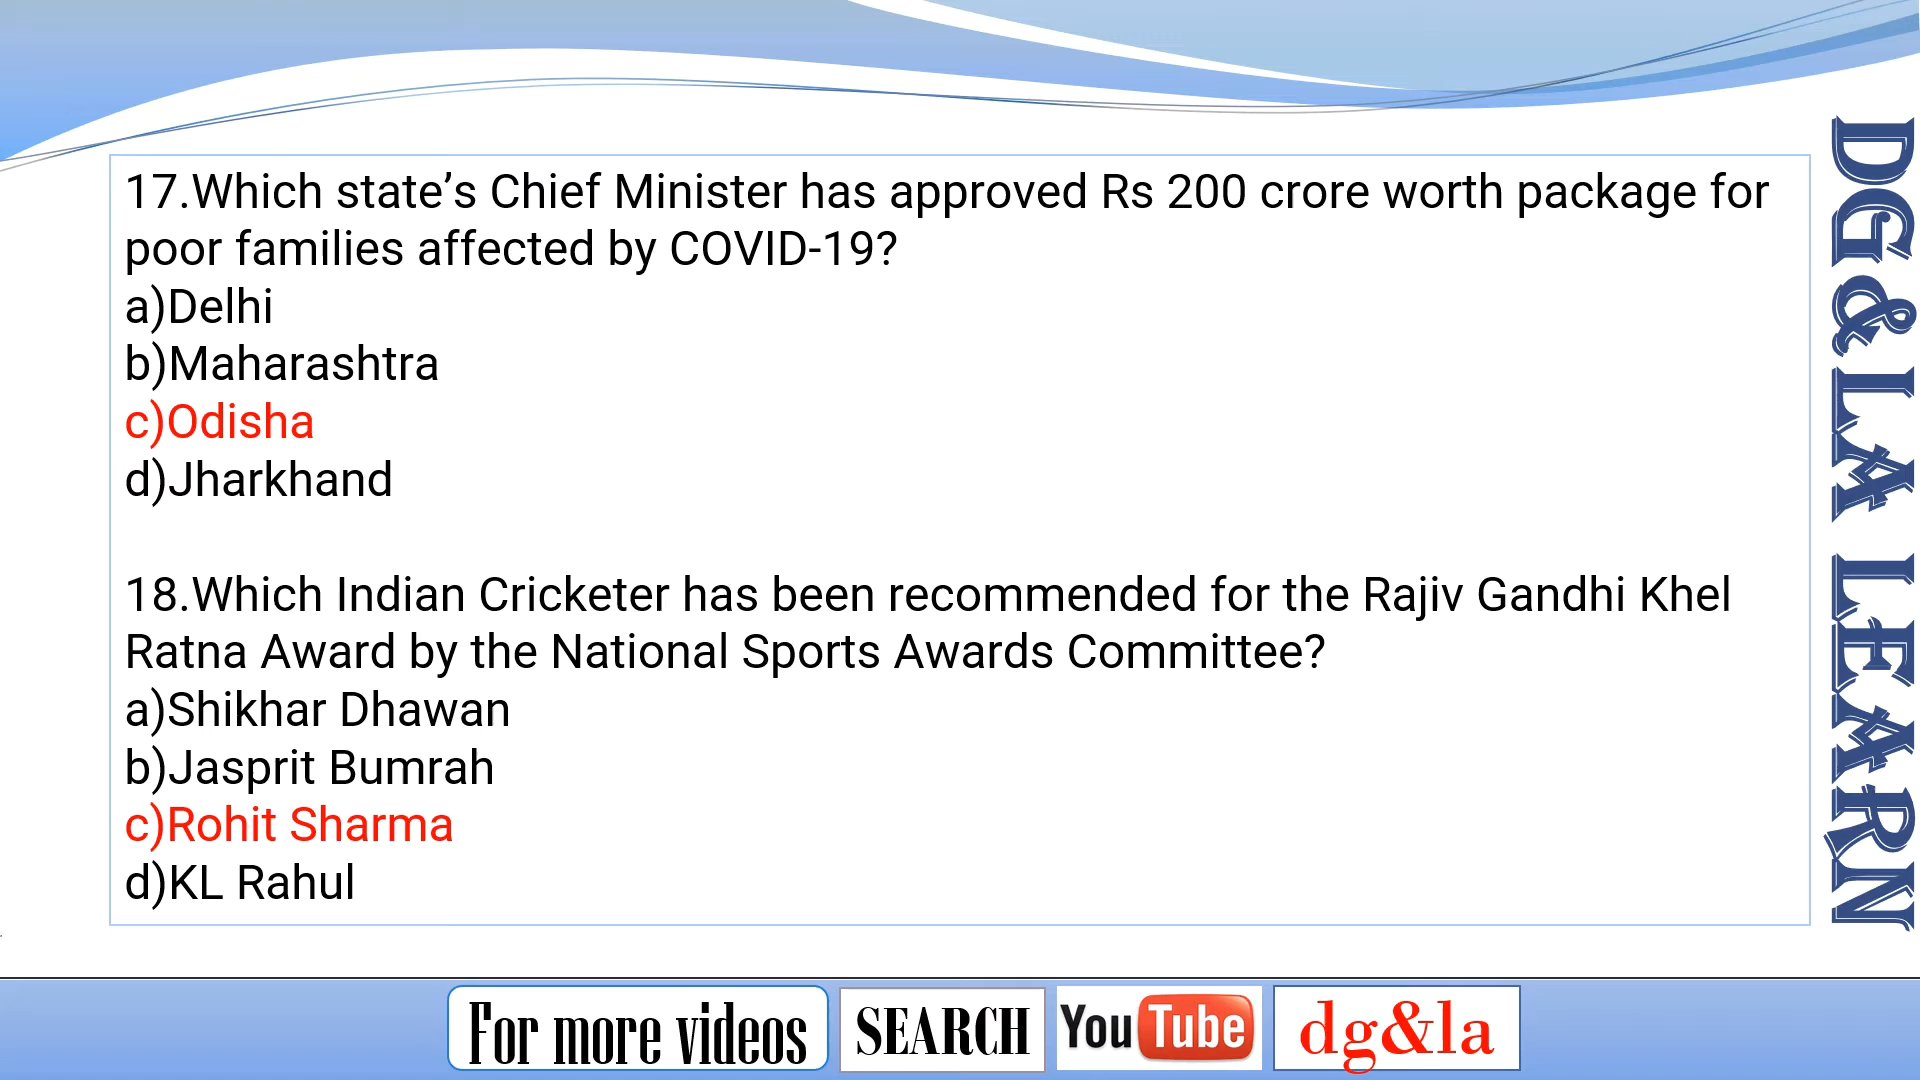 17.Which state’s Chief Minister has approved Rs 200 crore worth package for
poor families affected by COVID-19?
a)Delhi
b)Maharashtra
c)Odisha
d)Jharkhand
18.Which Indian Cricketer has been recommended for the Rajiv Gandhi Khel
Ratna Award by the National Sports Awards Committee?
a)Shikhar Dhawan
b)Jasprit Bumrah
c)Rohit Sharma
d)KL Rahul
DG&LA LEARN
For more videos
SEARCH
YouTube
dg&la